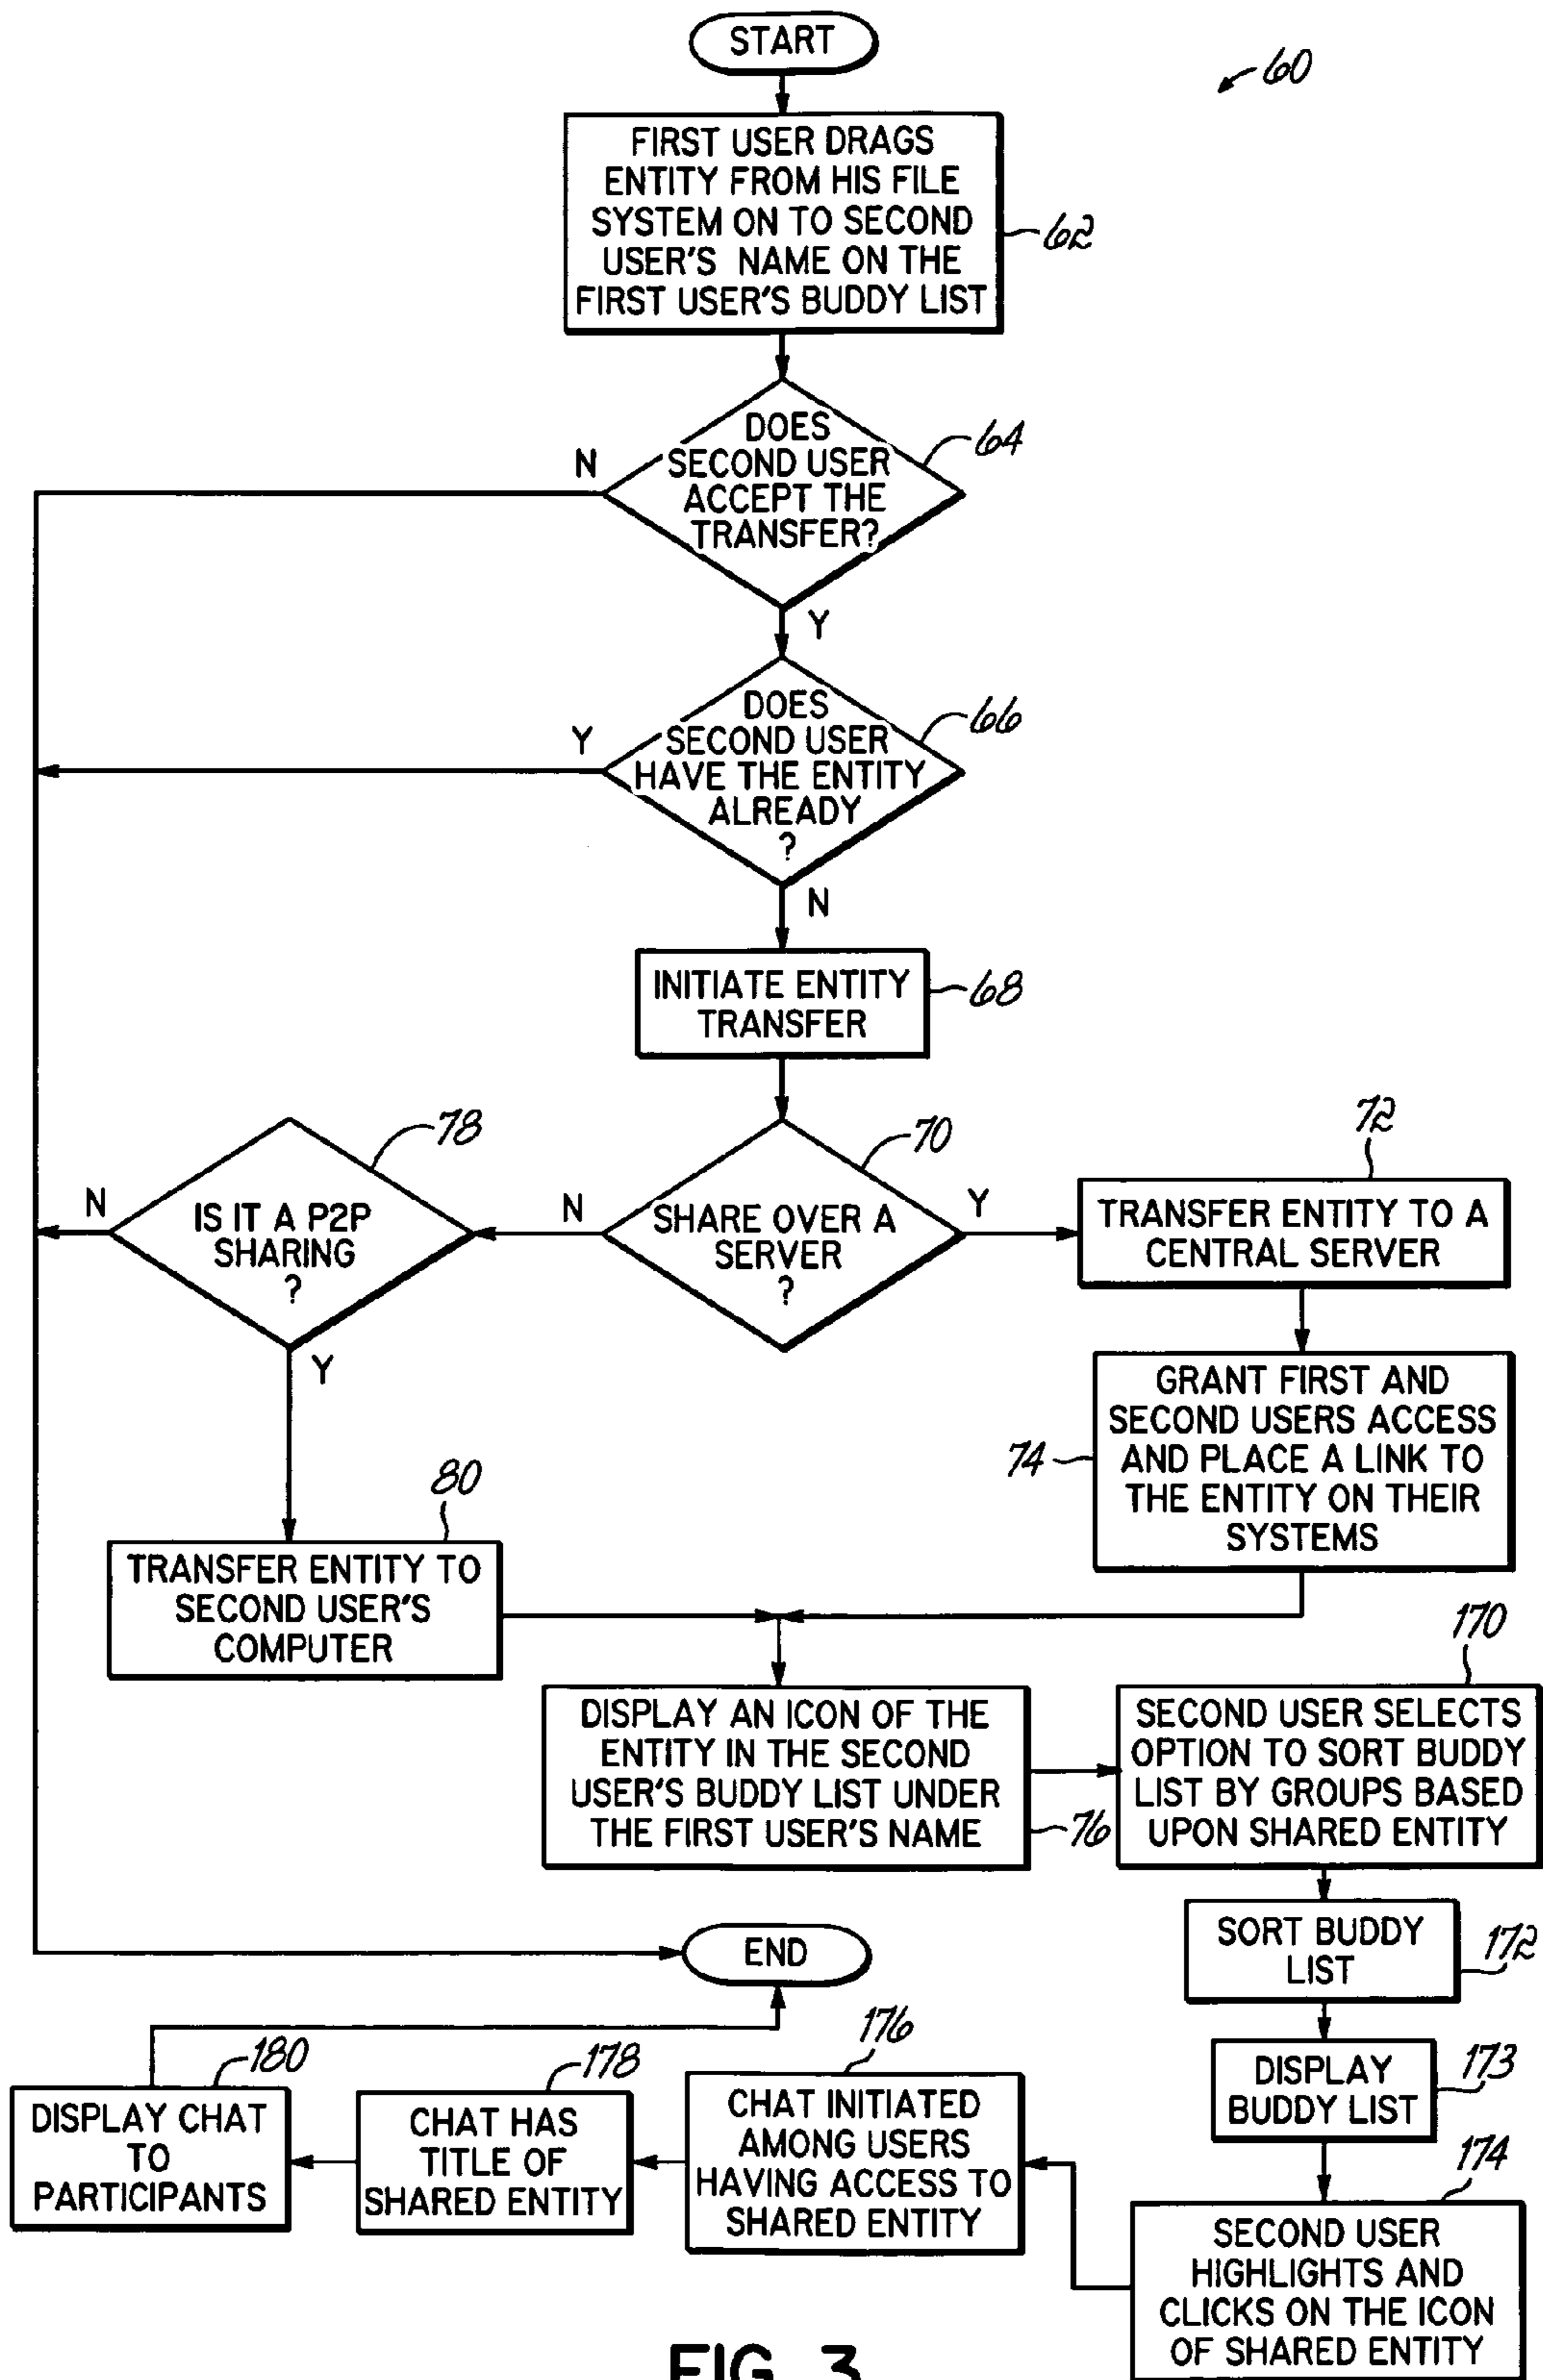 START
60
FIRST USER DRAGS
ENTITY FROM HIS FILE
SYSTEM ON TO SECOND
USER'S NAME ON THE
FIRST USER'S BUDDY LIST
62
DOES
SECOND USER
ACCEPT THE
TRANSFER?
64
N
Y
DOES
SECOND USER
HAVE THE ENTITY
ALREADY
?
66
Y
N
INITIATE ENTITY
TRANSFER
68
SHARE OVER A
SERVER
?
70
N
Y
IS IT A P2P
SHARING
?
78
N
Y
72
TRANSFER ENTITY TO A
CENTRAL SERVER
GRANT FIRST AND
SECOND USERS ACCESS
AND PLACE A LINK TO
THE ENTITY ON THEIR
SYSTEMS
74
80
TRANSFER ENTITY TO
SECOND USER'S
COMPUTER
DISPLAY AN ICON OF THE
ENTITY IN THE SECOND
USER'S BUDDY LIST UNDER
THE FIRST USER'S NAME
76
170
SECOND USER SELECTS
OPTION TO SORT BUDDY
LIST BY GROUPS BASED
UPON SHARED ENTITY
SORT BUDDY
LIST
172
DISPLAY
BUDDY LIST
173
174
SECOND USER
HIGHLIGHTS AND
CLICKS ON THE ICON
OF SHARED ENTITY
176
CHAT INITIATED
AMONG USERS
HAVING ACCESS TO
SHARED ENTITY
178
CHAT HAS
TITLE OF
SHARED ENTITY
180
DISPLAY CHAT
TO
PARTICIPANTS
END
FIG. 3